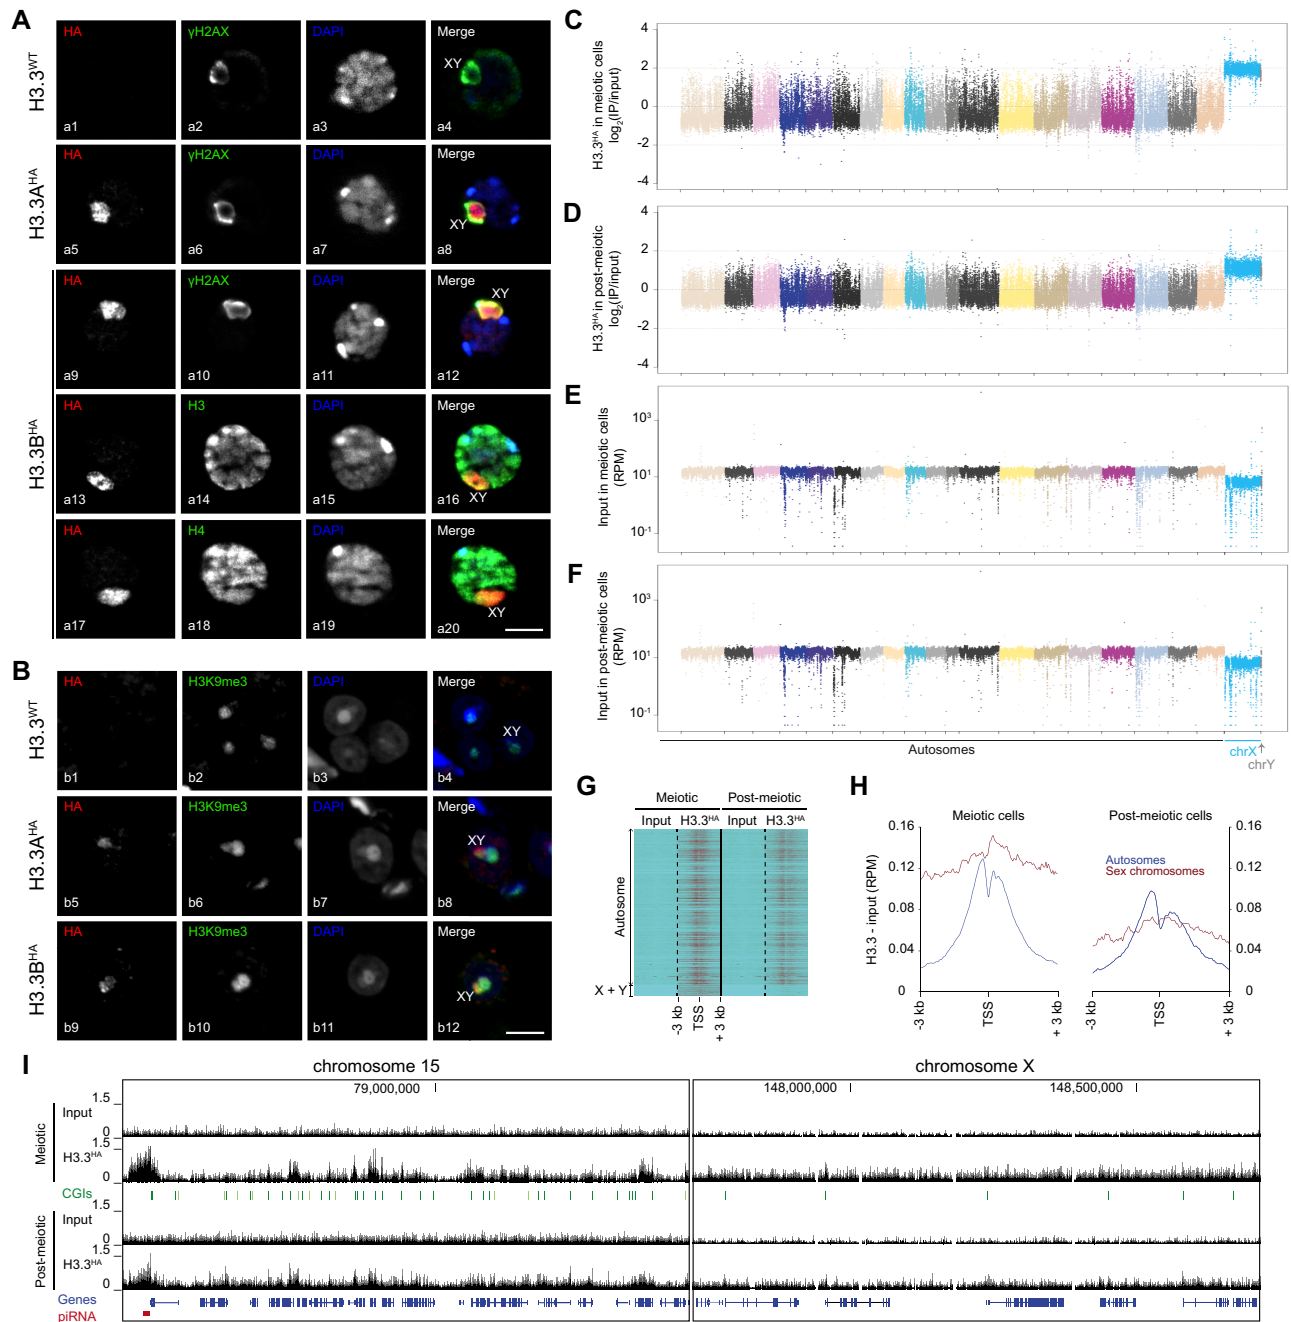 A
H3.3WT
HA
γH2AX
DAPI
Merge
XY
a1
a2
a3
a4
H3.3AHA
HA
γH2AX
DAPI
Merge
XY
a5
a6
a7
a8
H3.3BHA
HA
γH2AX
DAPI
Merge
XY
a9
a10
a11
a12
HA
H3
DAPI
Merge
XY
a13
a14
a15
a16
HA
H4
DAPI
Merge
XY
a17
a18
a19
a20
B
H3.3WT
HA
H3K9me3
DAPI
Merge
XY
b1
b2
b3
b4
H3.3AHA
HA
H3K9me3
DAPI
Merge
XY
b5
b6
b7
b8
H3.3BHA
HA
H3K9me3
DAPI
Merge
XY
b9
b10
b11
b12
C
H3.3HA in meiotic cells
log2(IP/input)
4
2
0
-2
-4
D
H3.3HA in post-meiotic
log2(IP/input)
4
2
0
-2
-4
E
Input in meiotic cells
(RPM)
10^3
10^1
10^-1
F
Input in post-meiotic cells
(RPM)
10^3
10^1
10^-1
Autosomes
chrX
chrY
G
Meiotic Post-meiotic
Input H3.3HA Input H3.3HA
Autosome
X + Y
-3 kb
TSS
+ 3 kb
H
Meiotic cells
Post-meiotic cells
H3.3 - input (RPM)
0.16
0.12
0.08
0.04
0
Autosomes
Sex chromosomes
0.16
0.12
0.08
0.04
0
-3 kb
TSS
+ 3 kb
-3 kb
TSS
+ 3 kb
I
chromosome 15
chromosome X
79,000,000
148,000,000
148,500,000
Meiotic
Input
1.5
0
H3.3HA
1.5
0
CGIs
Post-meiotic
Input
1.5
0
H3.3HA
1.5
0
Genes
piRNA